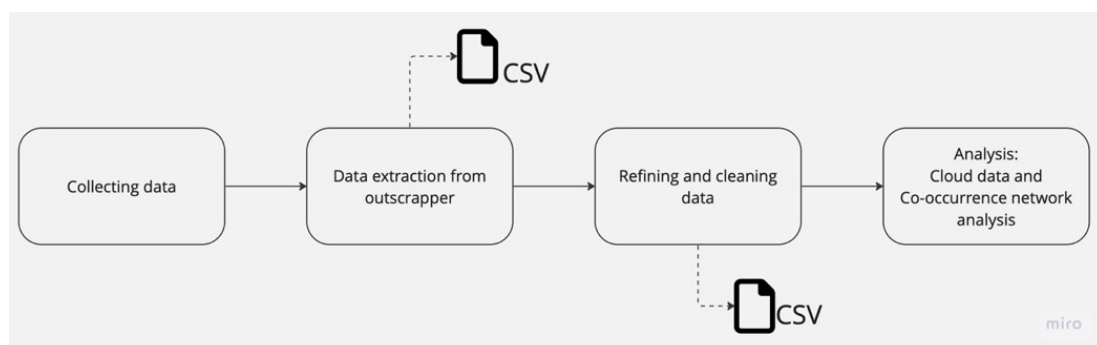 CSV
Collecting data
Data extraction from
outscrapper
Refining and cleaning
data
Analysis:
Cloud data and
Co-occurrence network
analysis
CSV
miro